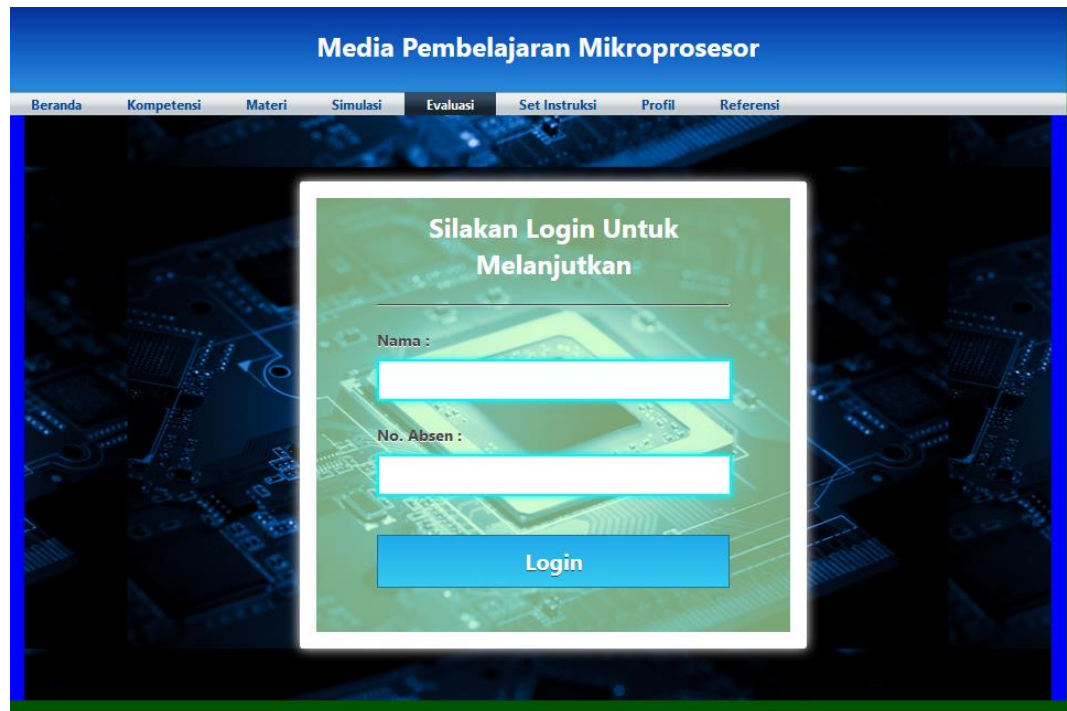 Media Pembelajaran Mikroprosesor
Beranda Kompetensi Materi Simulasi Evaluasi Set Instruksi Profil Referensi
Silakan Login Untuk
Melanjutkan
Nama :
No. Absen :
Login